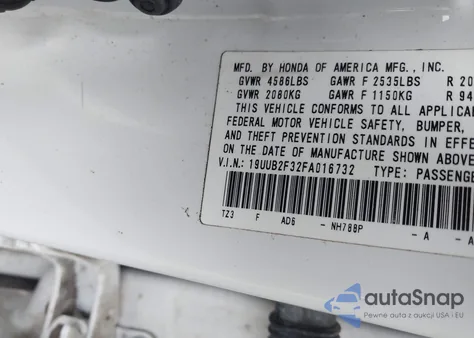 MFD. BY HONDA OF AMERICA MFG., INC.
GVWR 4586LBS GAWR F 2535LBS R 20
GVWR 2080KG GAWR F 1150KG R 94
THIS VEHICLE CONFORMS TO ALL APPLICA
FEDERAL MOTOR VEHICLE SAFETY, BUMPER,
AND THEFT PREVENTION STANDARDS IN EFFE
ON THE DATE OF MANUFACTURE SHOWN ABOVE
V.I.N.: 19UUB2F32FA016732 TYPE: PASSENGE
TZ3 F AD6 - NH788P - A - A
autoSnap
Pewne auta z aukcji USA i EU